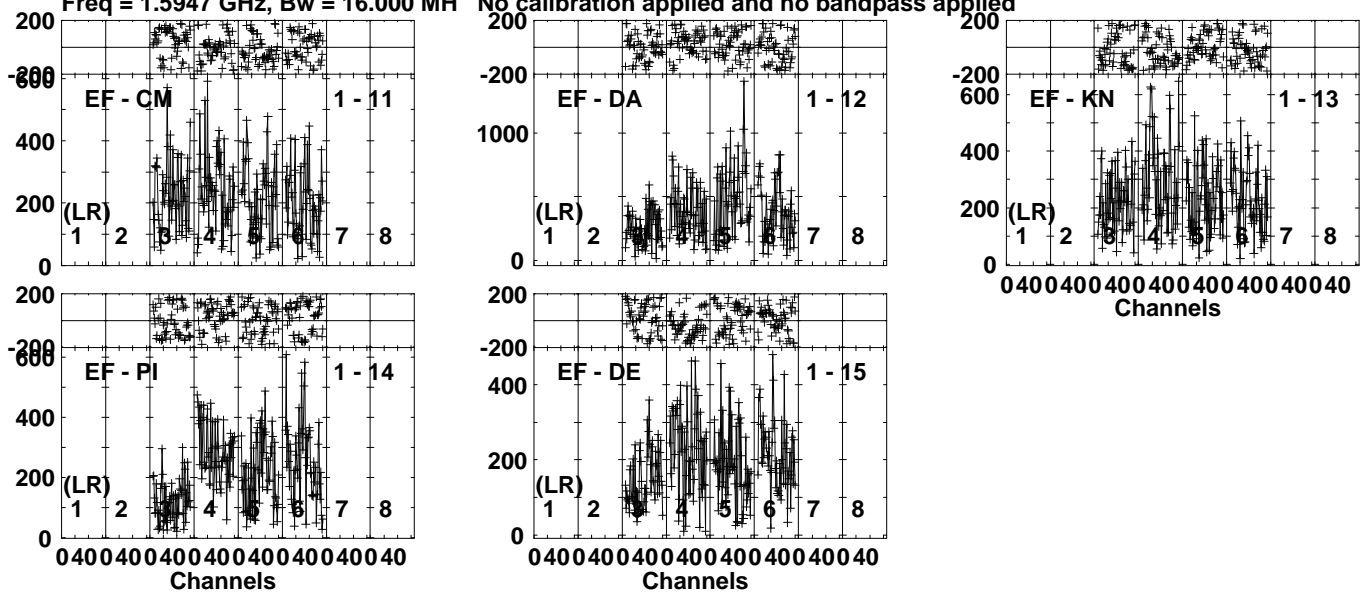 Freq = 1.5947 GHz, Bw = 16.000 MH No calibration applied and no bandpass applied
200 200 200
-200 -200 -200
600 EF - CM 1 - 11 EF - DA 1 - 12 600 EF - KN 1 - 13
400 1000 400
200 200
(LR) (LR) (LR)
1 2 3 4 5 6 7 8 1 2 3 4 5 6 7 8 1 2 3 4 5 6 7 8
0 0 0
0 40 0 40 0 40 0 40 0 40 0 40 0 40 0 40
Channels
200 200
-200 -200
600 EF - PI 1 - 14 EF - DE 1 - 15
400 400
200 200
(LR) (LR)
1 2 3 4 5 6 7 8 1 2 3 4 5 6 7 8
0 0
0 40 0 40 0 40 0 40 0 40 0 40 0 40 0 40 0 40 0 40 0 40 0 40 0 40 0 40 0 40 0 40
Channels Channels